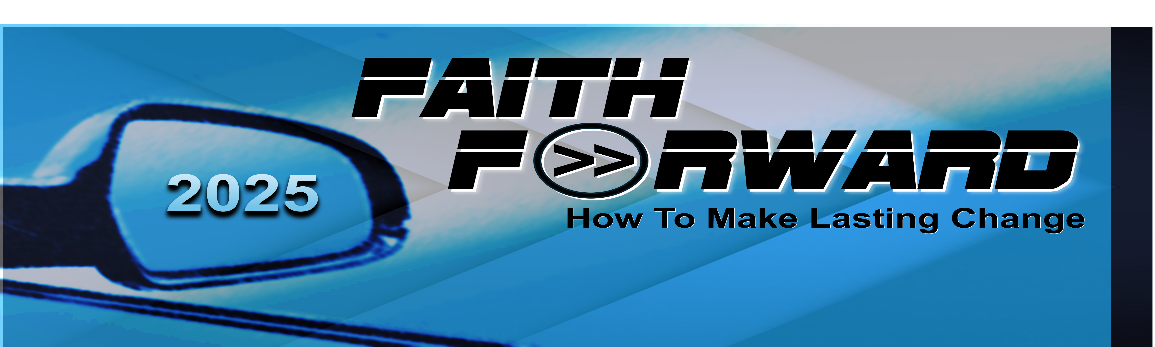 FAITH
F>>RWARD
2025
How To Make Lasting Change